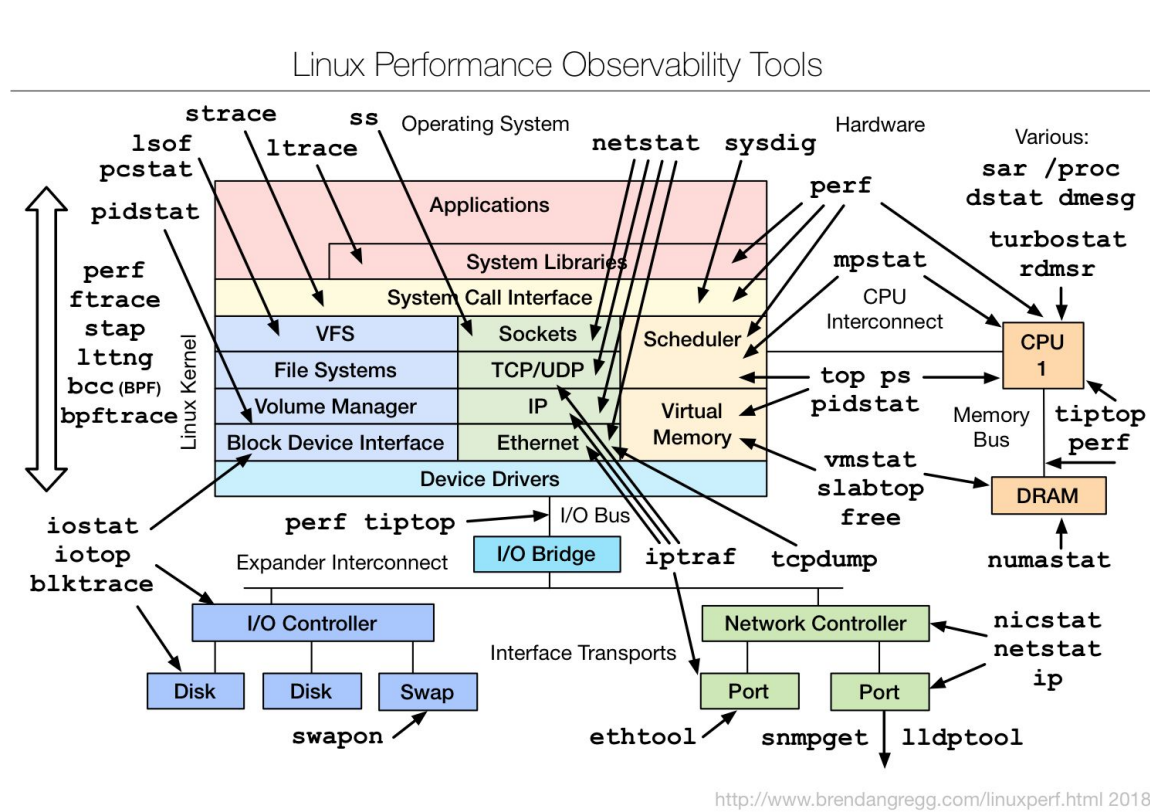 Linux Performance Observability Tools
strace
ss
Operating System
Hardware
Various:
lsof
pcstat
ltrace
netstat
sysdig
sar /proc
dstat dmesg
perf
pidstat
Applications
turbostat
rdmsr
System Libraries
mpstat
perf
ftrace
stap
lttng
bcc (BPF)
bpftrace
Linux Kernel
System Call Interface
CPU
Interconnect
VFS
Sockets
Scheduler
CPU
1
File Systems
TCP/UDP
top ps
pidstat
Volume Manager
IP
Virtual
Memory
Memory
Bus
tiptop
perf
Block Device Interface
Ethernet
vmstat
slabtop
free
Device Drivers
DRAM
iostat
iotop
blktrace
perf tiptop
I/O Bus
I/O Bridge
iptraf
tcpdump
numastat
Expander Interconnect
I/O Controller
Network Controller
nicstat
netstat
ip
Interface Transports
Disk
Disk
Swap
Port
Port
swapon
ethtool
snmpget
lldptool
http://www.brendangregg.com/linuxperf.html 2018